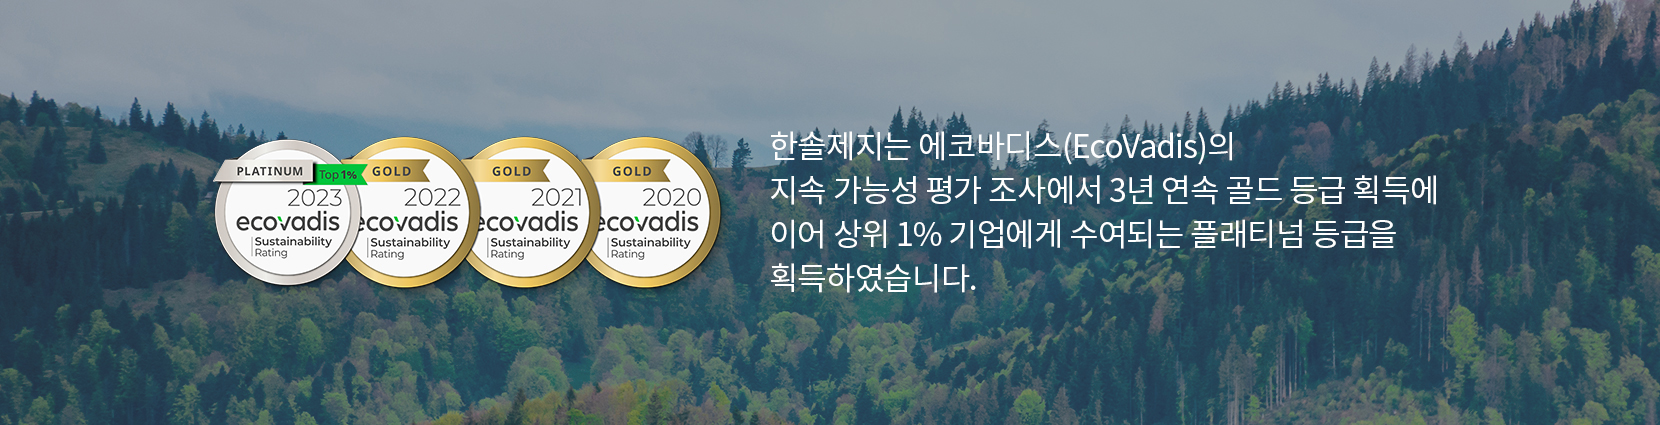 PLATINUM
Top 1%
2023
ecovadis
Sustainability
Rating
GOLD
2022
ecovadis
Sustainability
Rating
GOLD
2021
ecovadis
Sustainability
Rating
GOLD
2020
ecovadis
Sustainability
Rating
한솔제지는 에코바디스(EcoVadis)의
지속 가능성 평가 조사에서 3년 연속 골드 등급 획득에
이어 상위 1% 기업에게 수여되는 플래티넘 등급을
획득하였습니다.